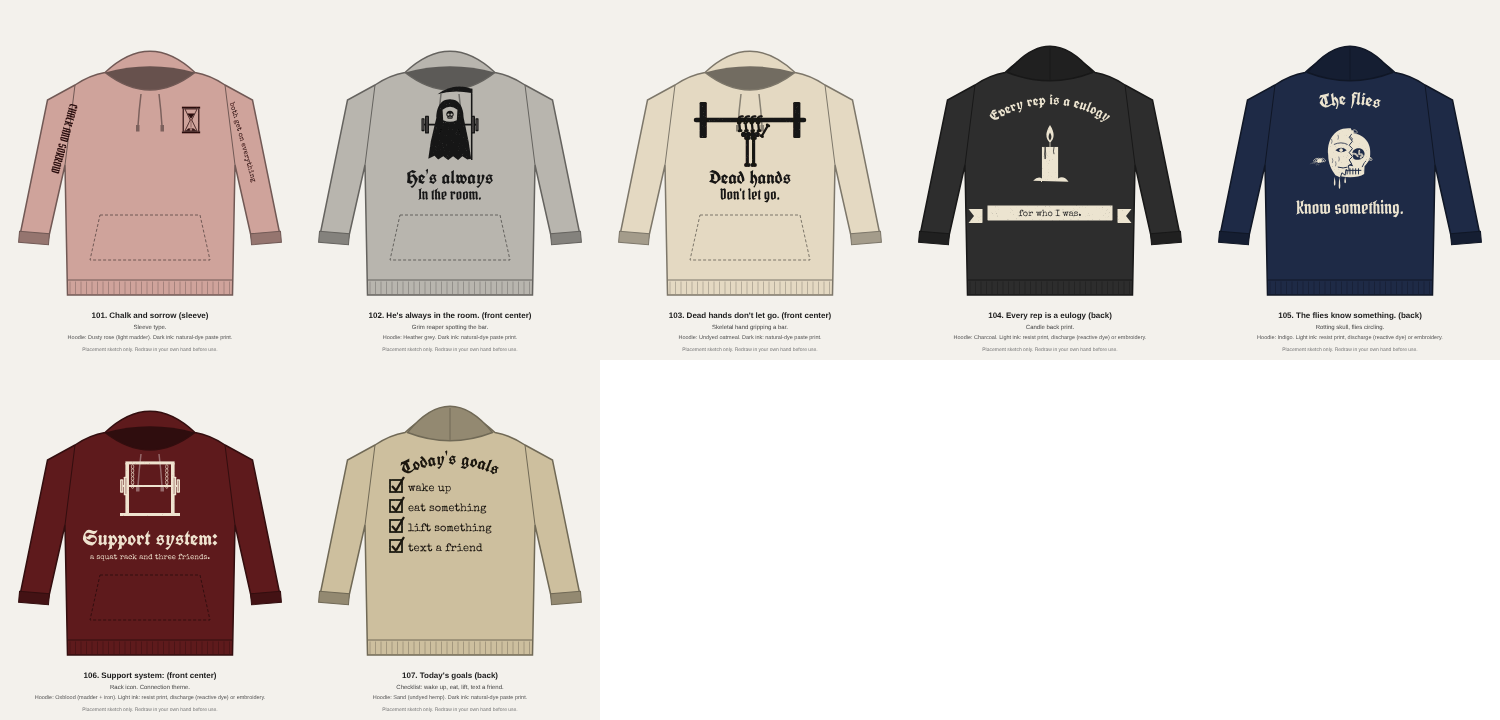 CHALK AND SORROW
both get on everything
101. Chalk and sorrow (sleeve)
Sleeve type.
Hoodie: Dusty rose (light madder). Dark ink: natural-dye paste print.
Placement sketch only. Redraw in your own hand before use.
He's always
In the room.
102. He's always in the room. (front center)
Grim reaper spotting the bar.
Hoodie: Heather grey. Dark ink: natural-dye paste print.
Placement sketch only. Redraw in your own hand before use.
Dead hands
Don't let go.
103. Dead hands don't let go. (front center)
Skeletal hand gripping a bar.
Hoodie: Undyed oatmeal. Dark ink: natural-dye paste print.
Placement sketch only. Redraw in your own hand before use.
Every rep is a eulogy
for who I was.
104. Every rep is a eulogy (back)
Candle back print.
Hoodie: Charcoal. Light ink: resist print, discharge (reactive dye) or embroidery.
Placement sketch only. Redraw in your own hand before use.
The flies
Know something.
105. The flies know something. (back)
Rotting skull, flies circling.
Hoodie: Indigo. Light ink: resist print, discharge (reactive dye) or embroidery.
Placement sketch only. Redraw in your own hand before use.
Support system:
a squat rack and three friends.
106. Support system: (front center)
Rack icon. Connection theme.
Hoodie: Oxblood (madder + iron). Light ink: resist print, discharge (reactive dye) or embroidery.
Placement sketch only. Redraw in your own hand before use.
Today's goals
wake up
eat something
lift something
text a friend
107. Today's goals (back)
Checklist: wake up, eat, lift, text a friend.
Hoodie: Sand (undyed hemp). Dark ink: natural-dye paste print.
Placement sketch only. Redraw in your own hand before use.